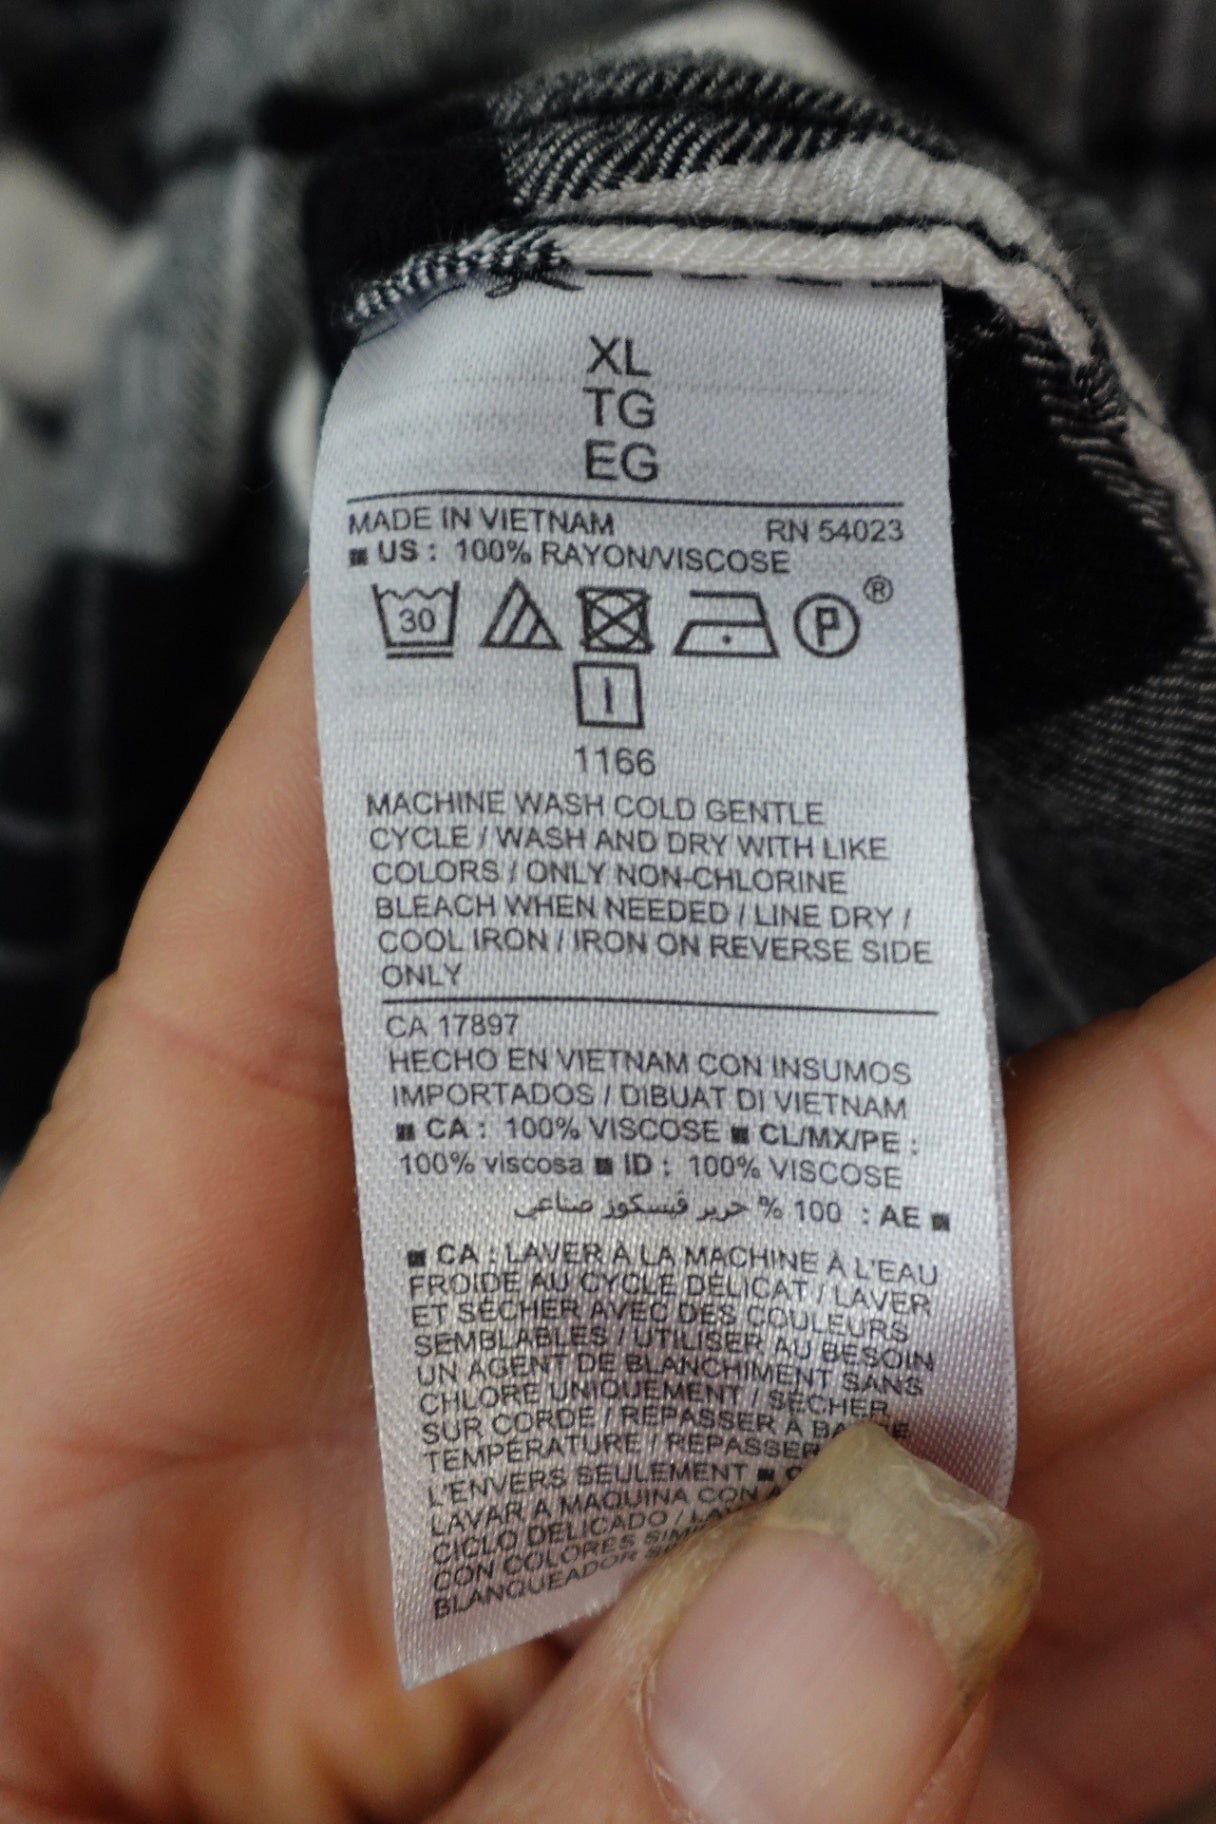 XL
TG
EG
MADE IN VIETNAM RN 54023
■ US : 100% RAYON/VISCOSE
30 P ®
I
1166
MACHINE WASH COLD GENTLE
CYCLE / WASH AND DRY WITH LIKE
COLORS / ONLY NON-CHLORINE
BLEACH WHEN NEEDED / LINE DRY /
COOL IRON / IRON ON REVERSE SIDE
ONLY
CA 17897
HECHO EN VIETNAM CON INSUMOS
IMPORTADOS / DIBUAT DI VIETNAM
■ CA : 100% VISCOSE ■ CL/MX/PE :
100% viscosa ■ ID : 100% VISCOSE
■ AE : 100 % حرير فيسكوز صناعي
■ CA : LAVER À LA MACHINE À L'EAU
FROIDE AU CYCLE DÉLICAT / LAVER
ET SÉCHER AVEC DES COULEURS
SEMBLABLES / UTILISER AU BESOIN
UN AGENT DE BLANCHIMENT SANS
CHLORE UNIQUEMENT / SÉCHER
SUR CORDE / REPASSER À
TEMPÉRATURE / REPASSER
L'ENVERS SEULEMENT ■
LAVAR A MAQUINA CON
CICLO DELICADO /
CON COLORES
BLANQUEADOR